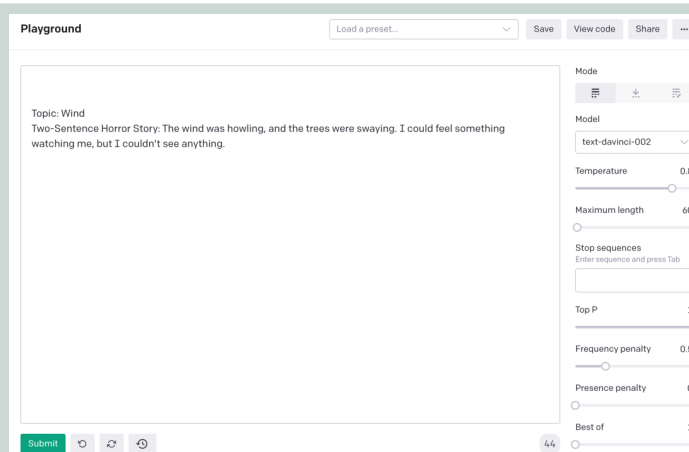 Playground
Load a preset...
Save
View code
Share
...
Topic: Wind
Two-Sentence Horror Story: The wind was howling, and the trees were swaying. I could feel something
watching me, but I couldn't see anything.
Mode
Model
text-davinci-002
Temperature
Maximum length
Stop sequences
Enter sequence and press Tab
Top P
Frequency penalty
Presence penalty
Best of
Submit
44